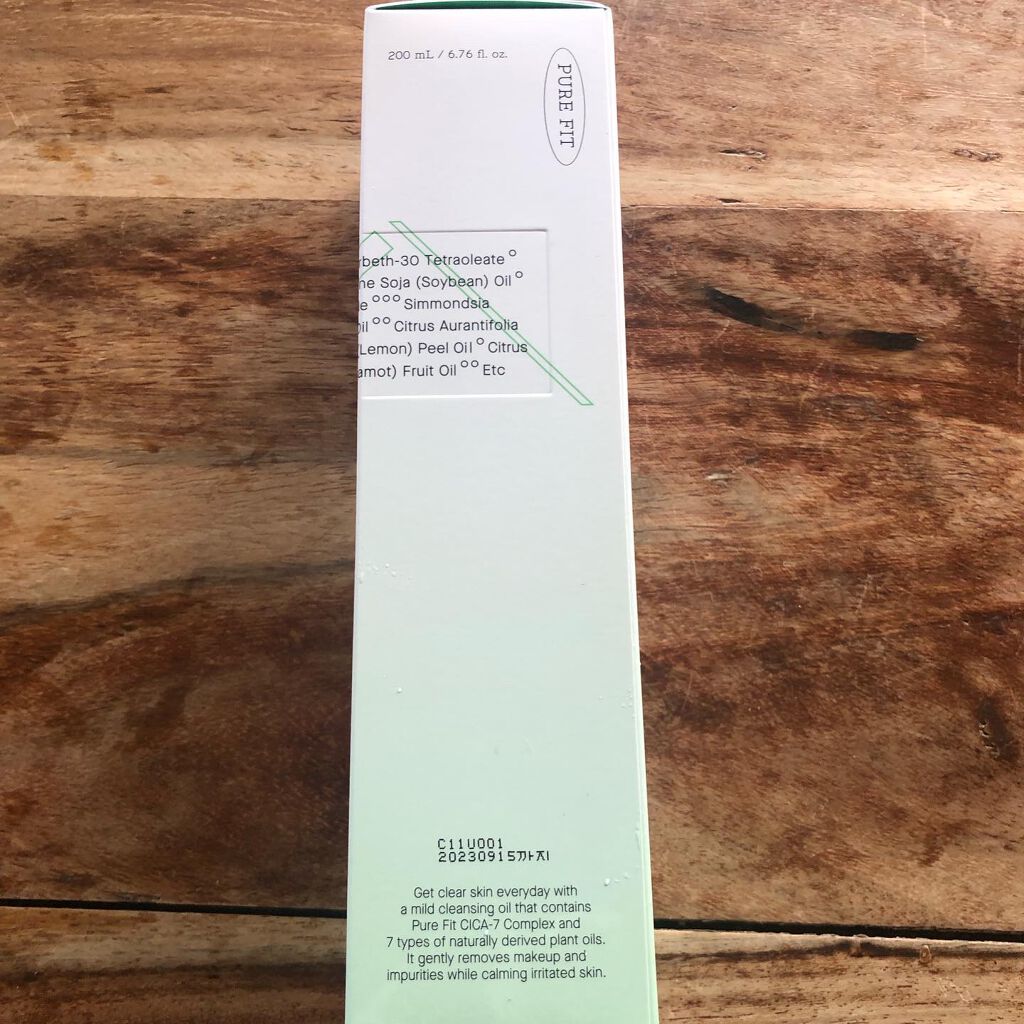 200 mL / 6.76 fl. oz.
PURE FIT
rbeth-30 Tetraoleate °
ne Soja (Soybean) Oil °
e °°° Simmondsia
Oil °° Citrus Aurantifolia
(Lemon) Peel Oil ° Citrus
amot) Fruit Oil °° Etc
C11U001
20230915까지
Get clear skin everyday with
a mild cleansing oil that contains
Pure Fit CICA-7 Complex and
7 types of naturally derived plant oils.
It gently removes makeup and
impurities while calming irritated skin.